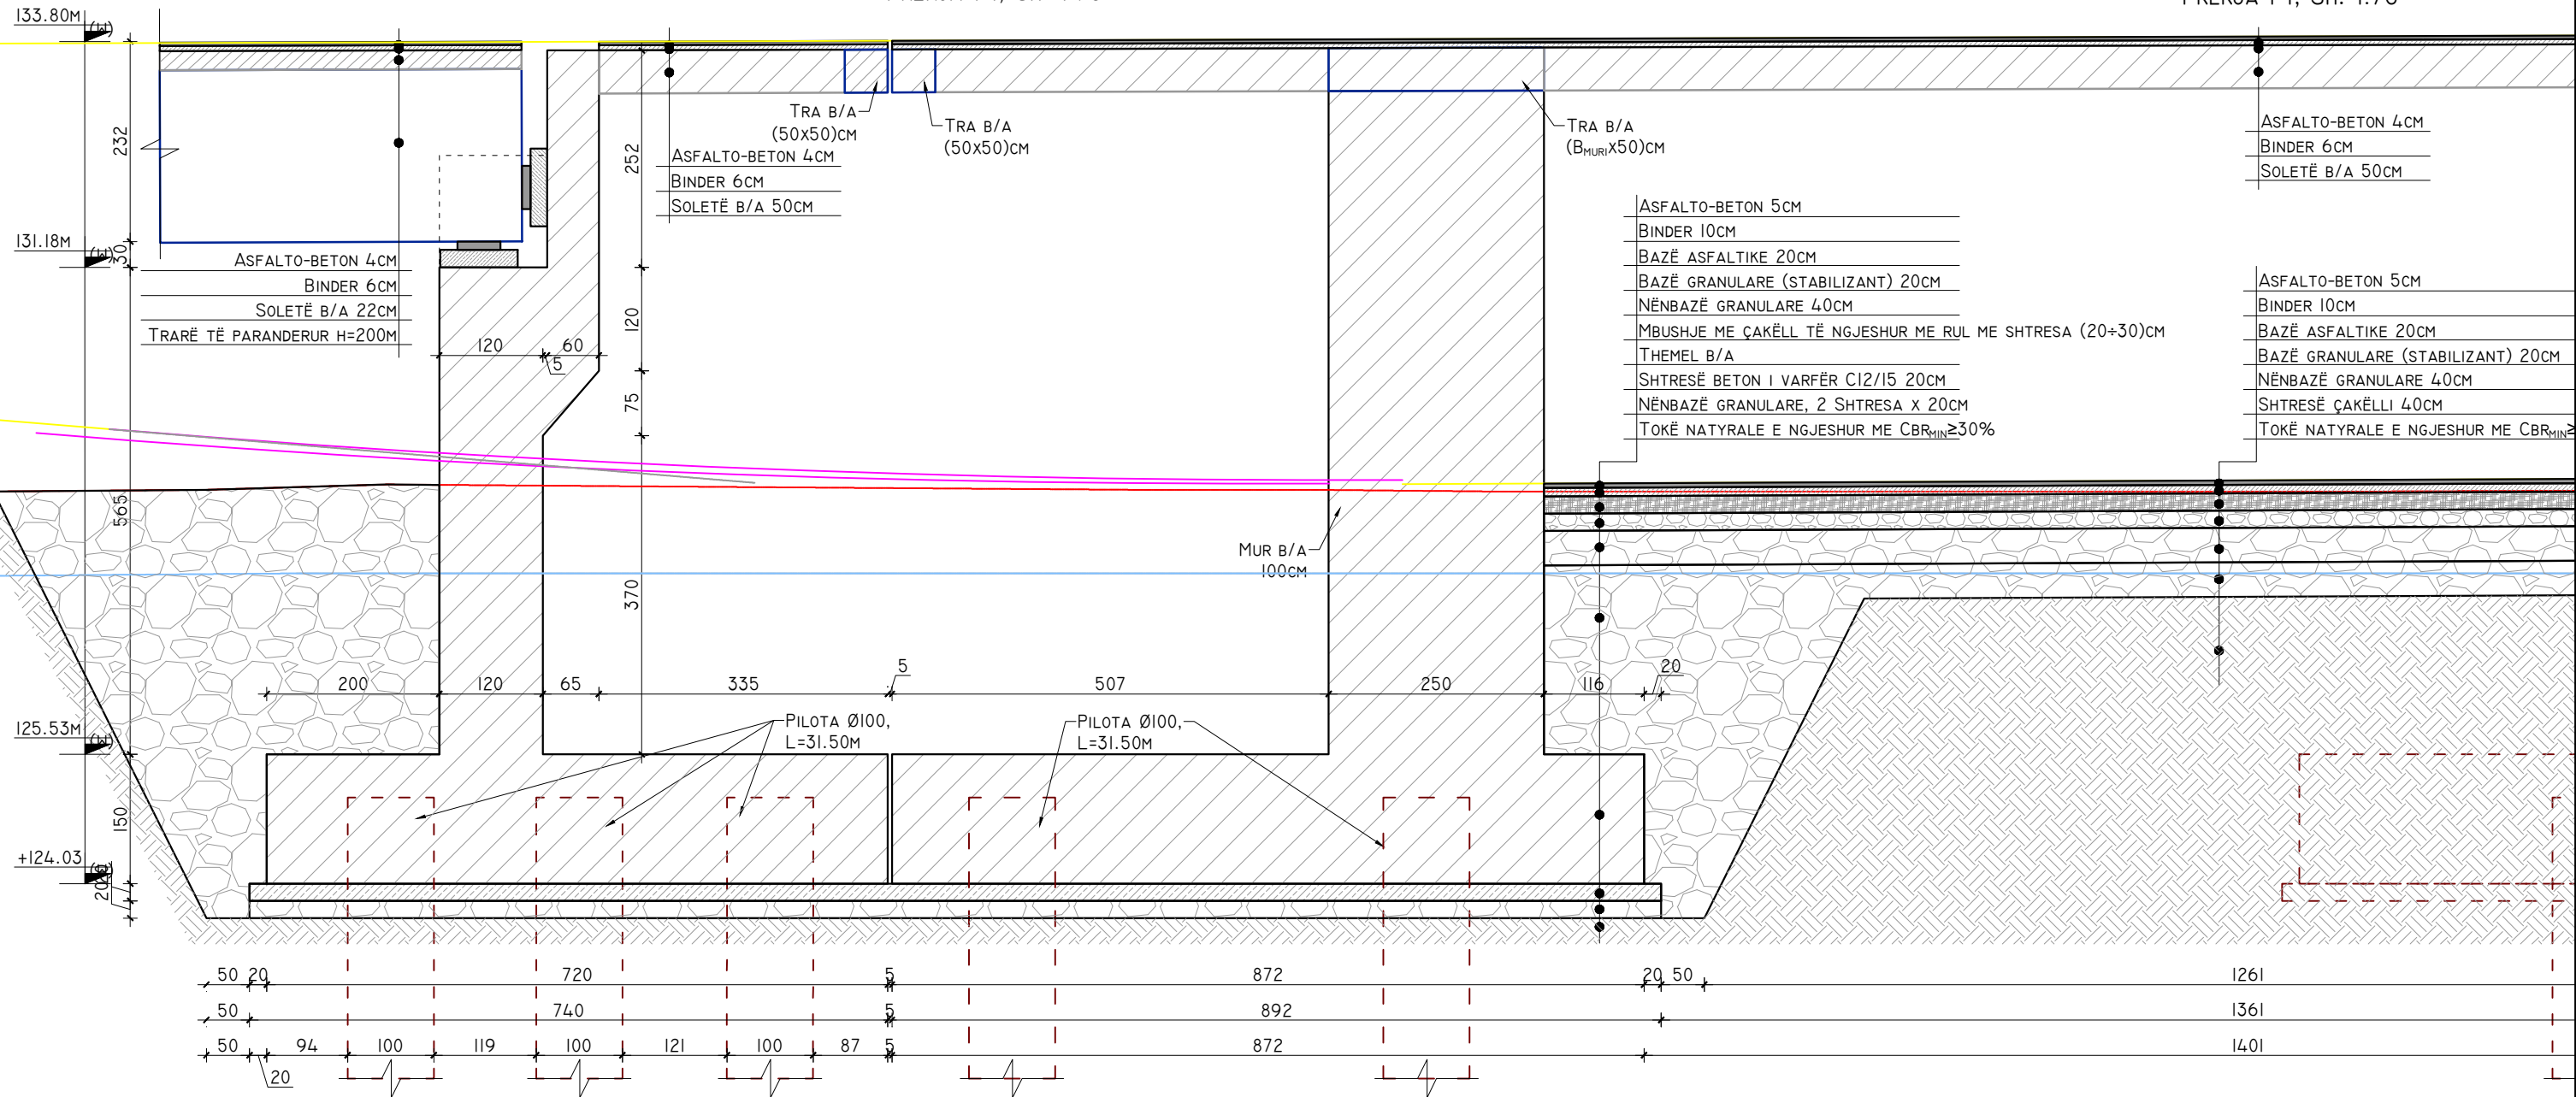 133.80M
232
TRA B/A
(50X50)CM
TRA B/A
(50X50)CM
TRA B/A
(BMURIX50)CM
252
ASFALTO-BETON 4CM
BINDER 6CM
SOLETË B/A 50CM
ASFALTO-BETON 4CM
BINDER 6CM
SOLETË B/A 50CM
131.18M
30
ASFALTO-BETON 4CM
BINDER 6CM
SOLETË B/A 22CM
TRARË TË PARANDERUR H=200M
ASFALTO-BETON 5CM
BINDER 10CM
BAZË ASFALTIKE 20CM
BAZË GRANULARE (STABILIZANT) 20CM
NËNBAZË GRANULARE 40CM
MBUSHJE ME ÇAKËLL TË NGJESHUR ME RUL ME SHTRESA (20÷30)CM
THEMEL B/A
SHTRESË BETON I VARFËR C12/15 20CM
NËNBAZË GRANULARE, 2 SHTRESA X 20CM
TOKË NATYRALE E NGJESHUR ME CBRMIN≥30%
ASFALTO-BETON 5CM
BINDER 10CM
BAZË ASFALTIKE 20CM
BAZË GRANULARE (STABILIZANT) 20CM
NËNBAZË GRANULARE 40CM
SHTRESË ÇAKËLLI 40CM
TOKË NATYRALE E NGJESHUR ME CBRMIN≥
120
120 60
5
75
565
370
MUR B/A
100CM
200 120 65 335 5 507 250 116 20
125.53M
PILOTA Ø100,
L=31.50M
PILOTA Ø100,
L=31.50M
150
+124.03
50 20 720 5 872 20 50 1261
50 740 5 892 1361
50 94 100 119 100 121 100 87 5 872 1401
20